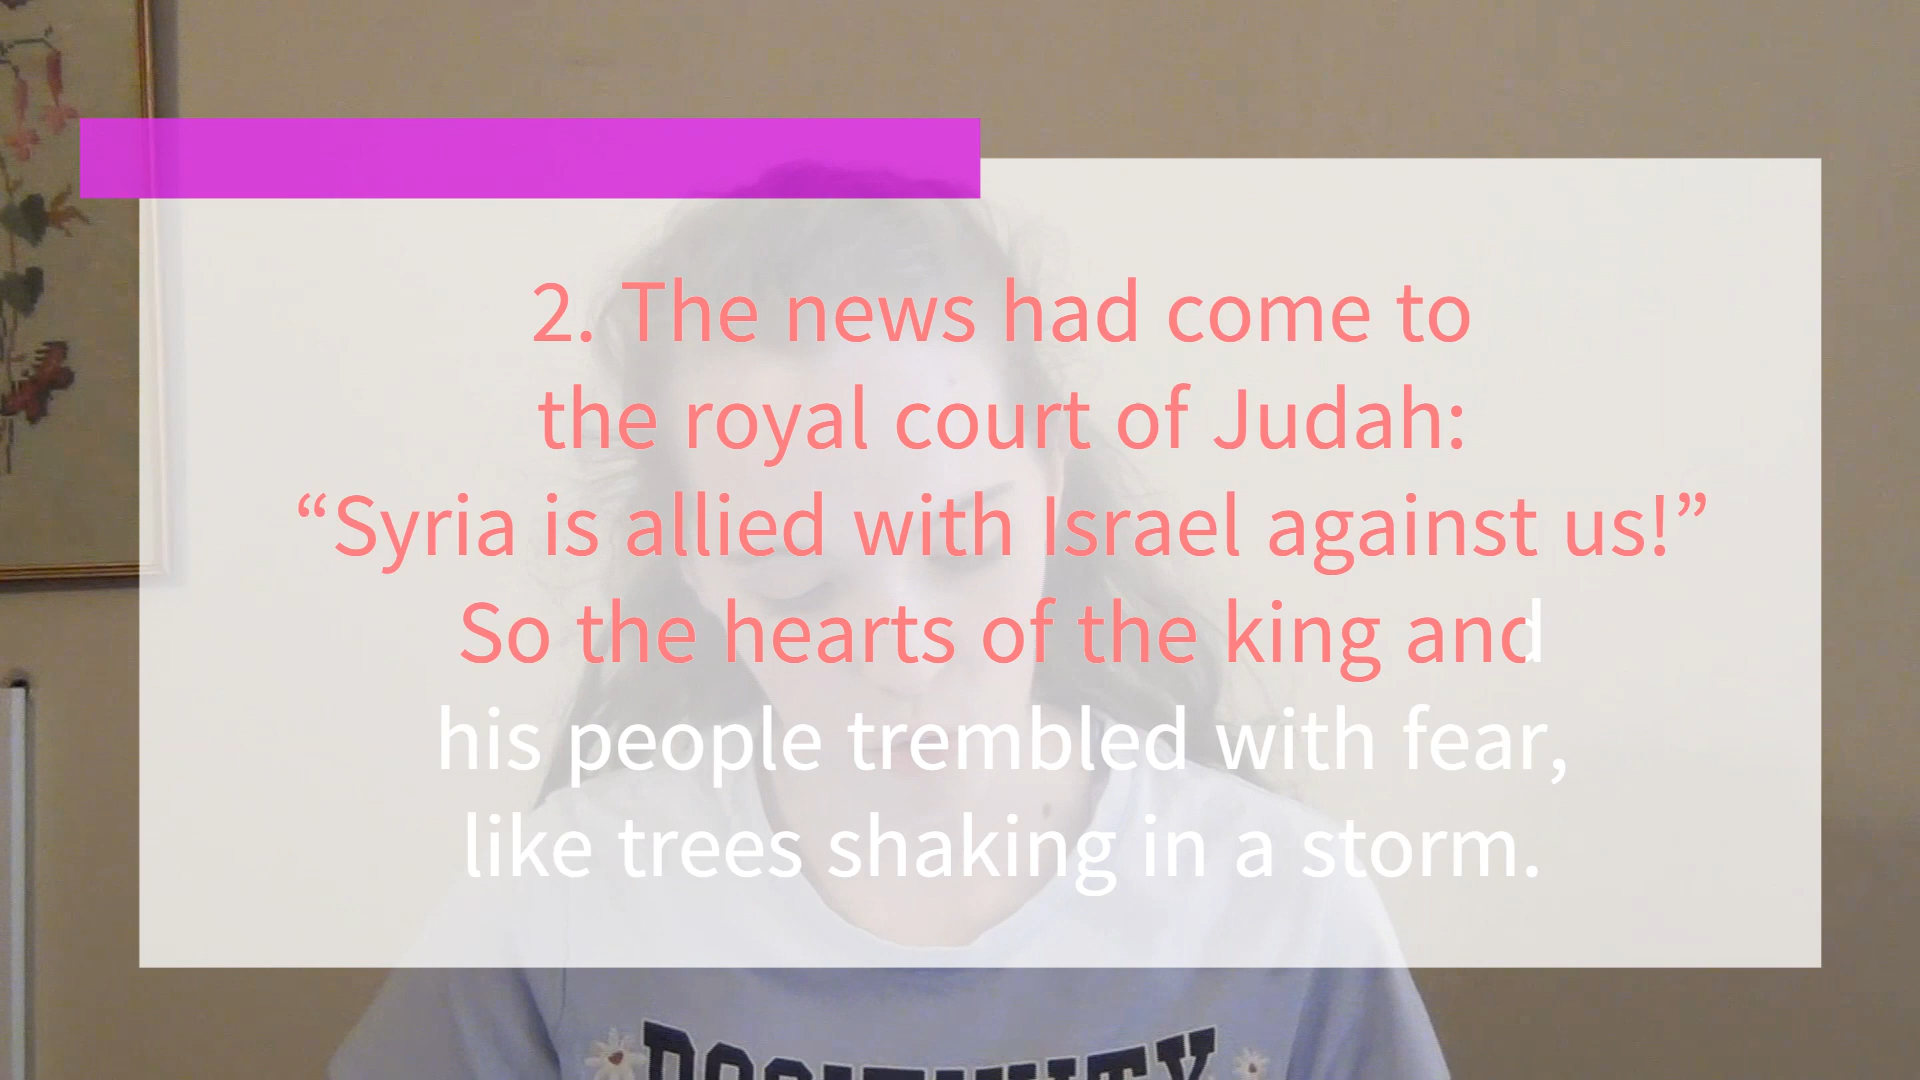 2. The news had come to
the royal court of Judah:
“Syria is allied with Israel against us!”
So the hearts of the king and
his people trembled with fear,
like trees shaking in a storm.
POSITIVITY